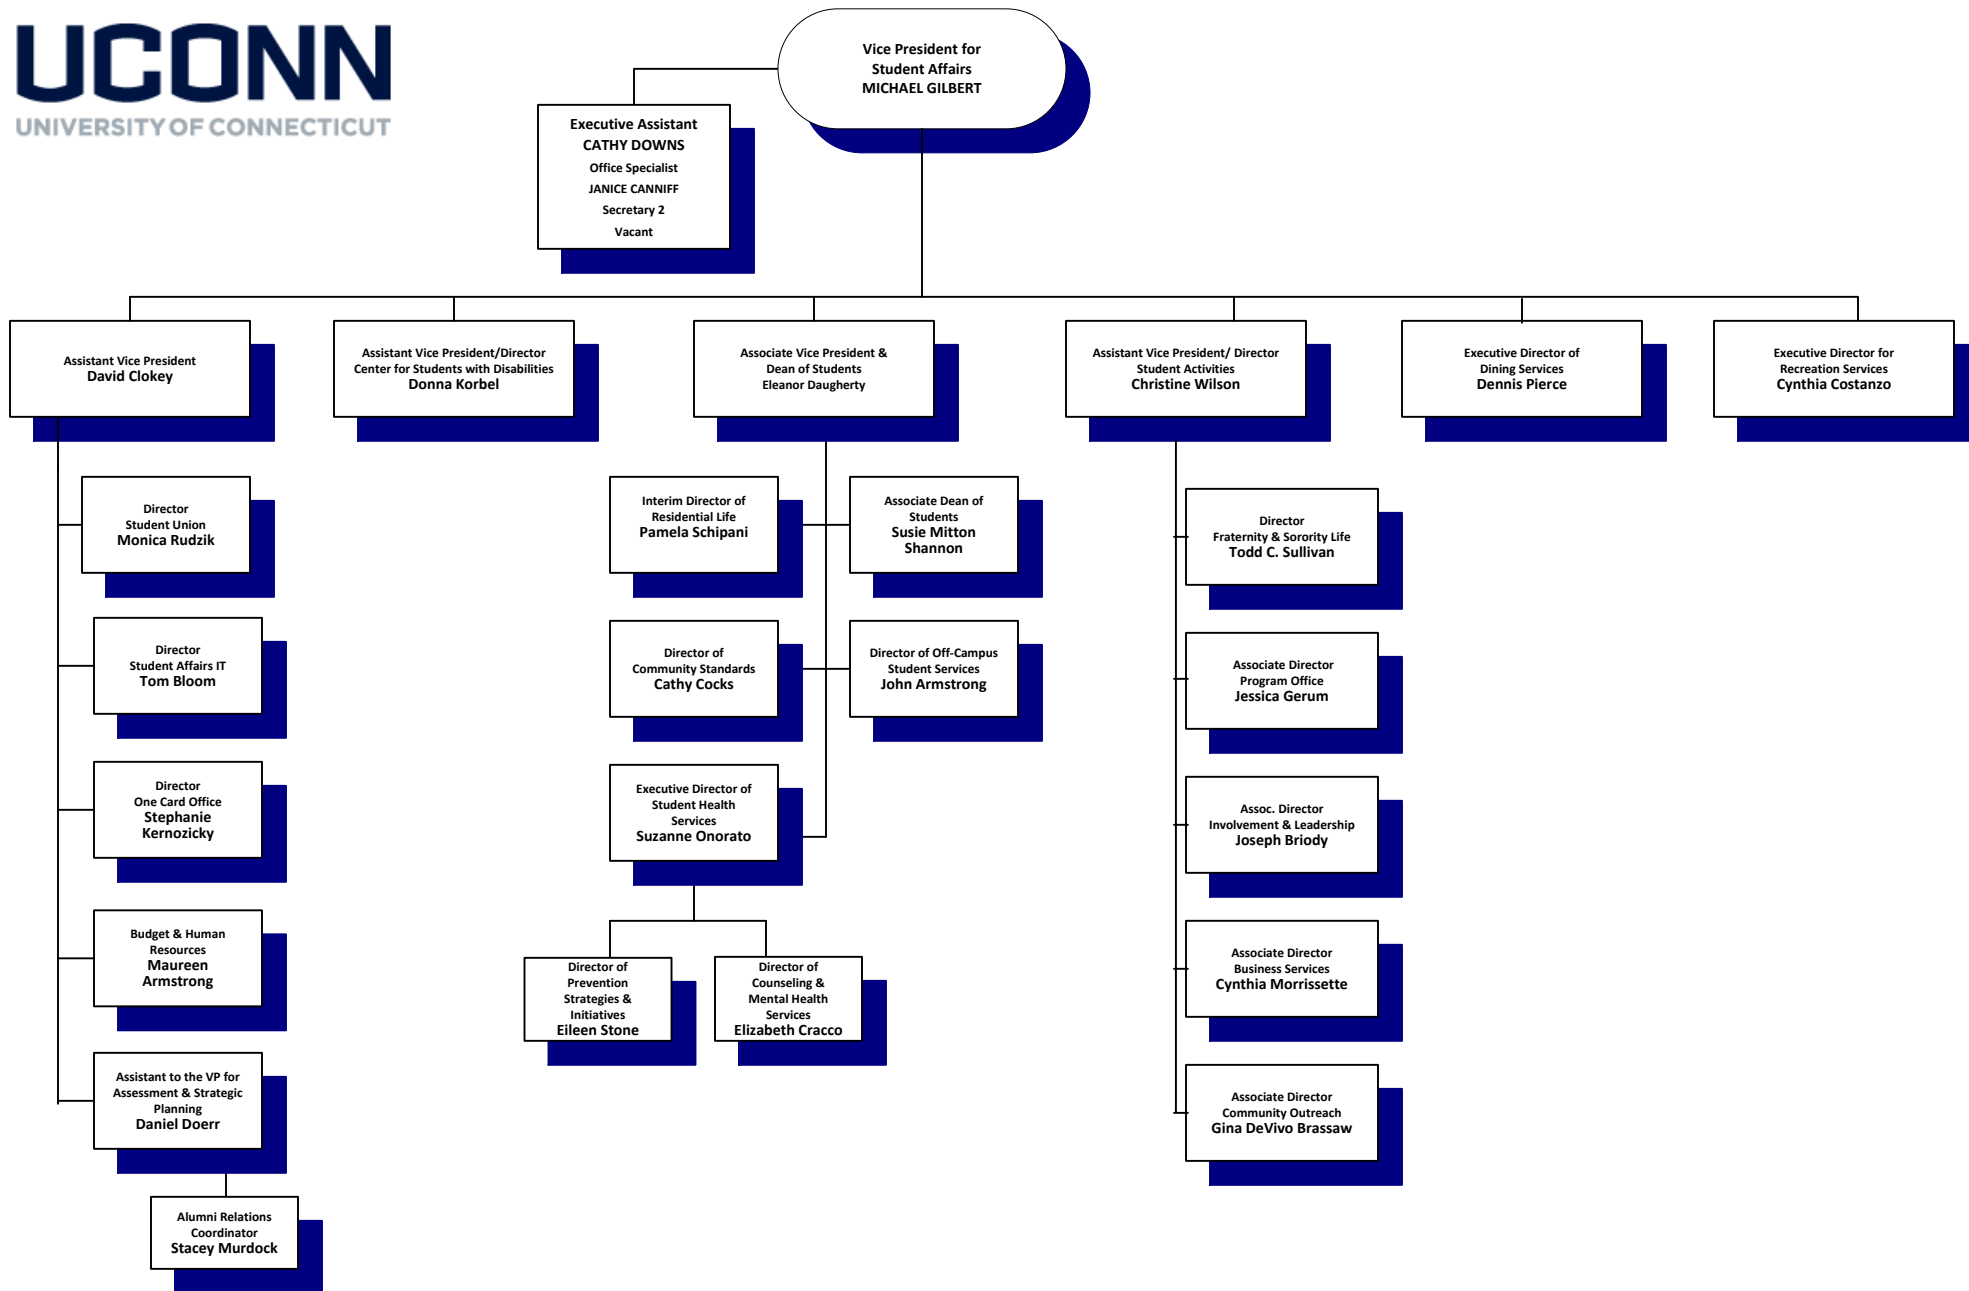 UCONN
UNIVERSITY OF CONNECTICUT
Vice President for
Student Affairs
MICHAEL GILBERT
Executive Assistant
CATHY DOWNS
Office Specialist
JANICE CANNIFF
Secretary 2
Vacant
Assistant Vice President
David Clokey
Assistant Vice President/Director
Center for Students with Disabilities
Donna Korbel
Associate Vice President &
Dean of Students
Eleanor Daugherty
Assistant Vice President/ Director
Student Activities
Christine Wilson
Executive Director of
Dining Services
Dennis Pierce
Executive Director for
Recreation Services
Cynthia Costanzo
Director
Student Union
Monica Rudzik
Director
Student Affairs IT
Tom Bloom
Director
One Card Office
Stephanie
Kernozicky
Budget & Human
Resources
Maureen
Armstrong
Assistant to the VP for
Assessment & Strategic
Planning
Daniel Doerr
Alumni Relations
Coordinator
Stacey Murdock
Interim Director of
Residential Life
Pamela Schipani
Associate Dean of
Students
Susie Mitton
Shannon
Director of
Community Standards
Cathy Cocks
Director of Off-Campus
Student Services
John Armstrong
Executive Director of
Student Health
Services
Suzanne Onorato
Director of
Prevention
Strategies &
Initiatives
Eileen Stone
Director of
Counseling &
Mental Health
Services
Elizabeth Cracco
Director
Fraternity & Sorority Life
Todd C. Sullivan
Associate Director
Program Office
Jessica Gerum
Assoc. Director
Involvement & Leadership
Joseph Briody
Associate Director
Business Services
Cynthia Morrissette
Associate Director
Community Outreach
Gina DeVivo Brassaw